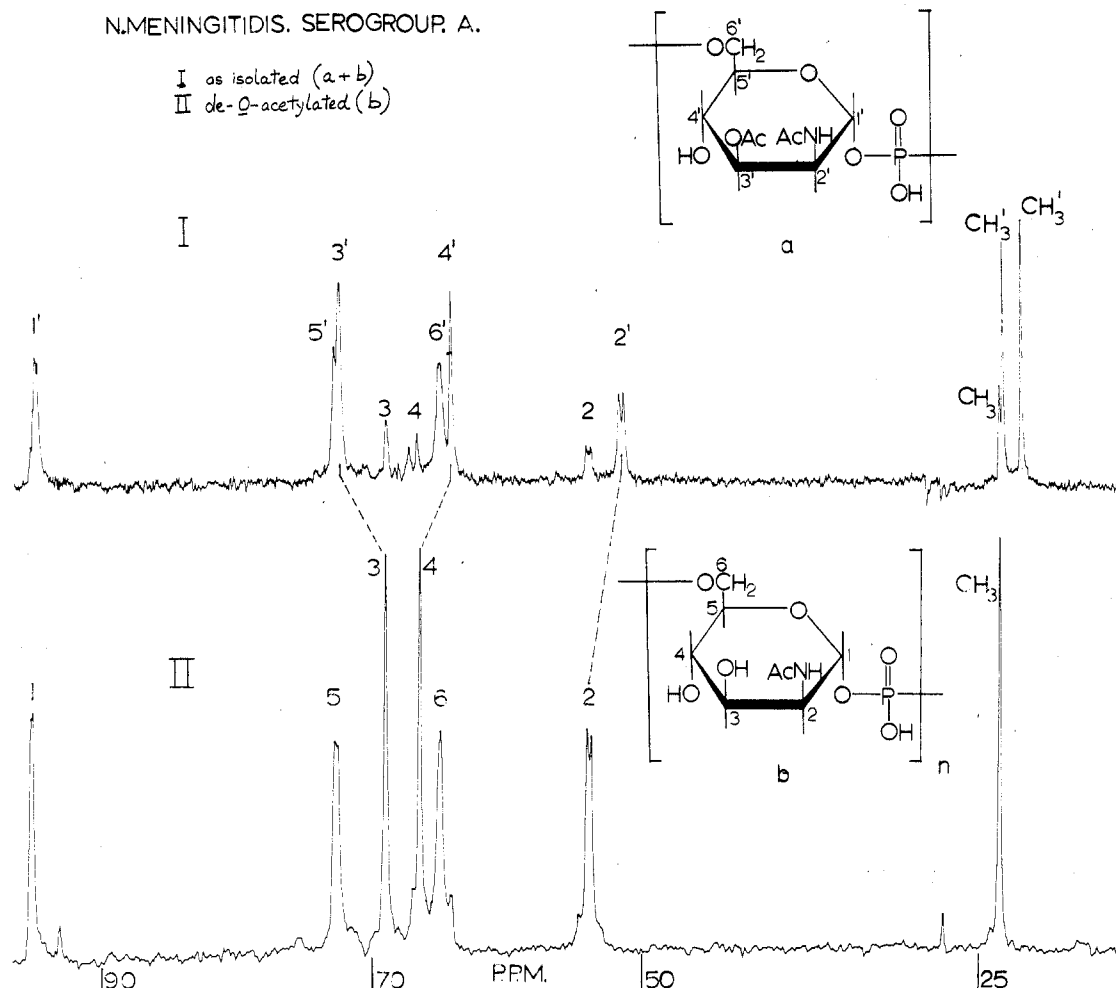 N.MENINGITIDIS. SEROGROUP. A.
I as isolated (a+b)
II de-O-acetylated (b)
6'
OCH2
5'
O
4'
1'
OAc AcNH
HO
3'
2'
O P
O
OH
a
I
1'
5'
3'
3
4
6'
4'
2
2'
CH3
CH3'
CH3'
II
1
5
3
4
6
2
6
OCH2
5
O
4
1
OH AcNH
HO
3
2
O P
O
OH
b
n
CH3
90
70
P.P.M.
50
25